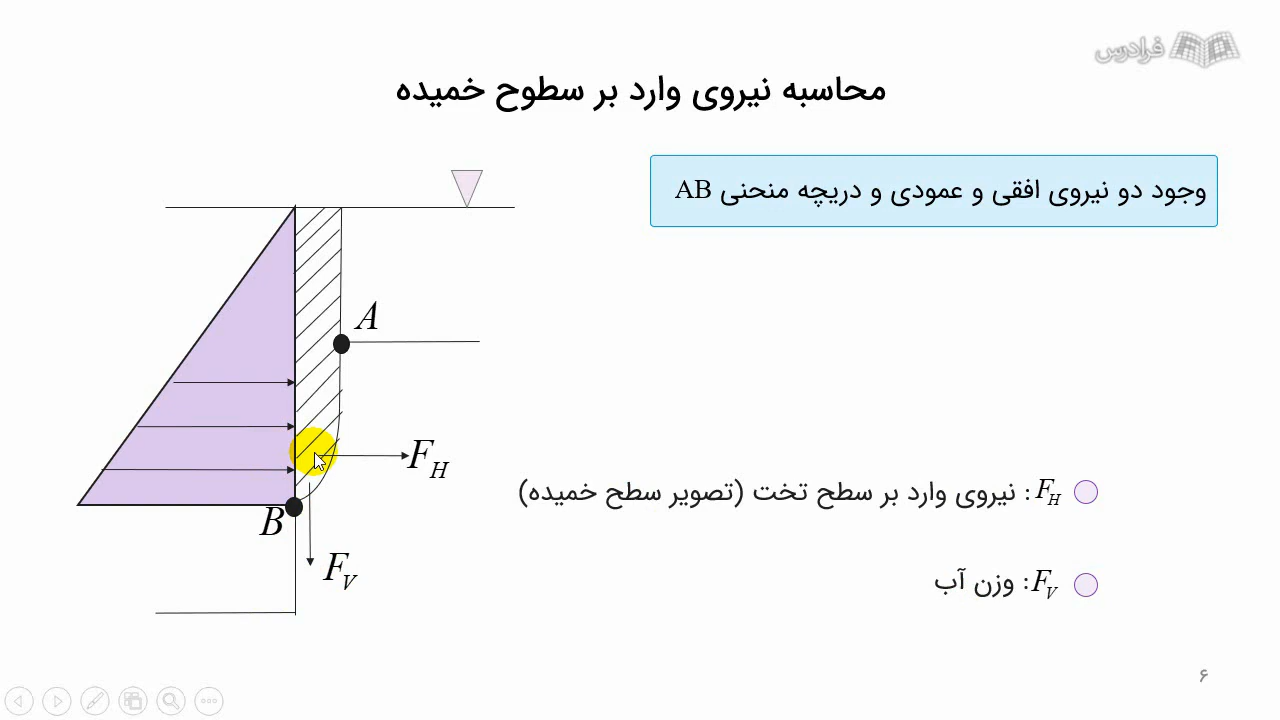 فرادرس
محاسبه نیروی وارد بر سطوح خمیده
وجود دو نیروی افقی و عمودی و دریچه منحنی AB
A
F_H
B
F_V
F_H: نیروی وارد بر سطح تخت (تصویر سطح خمیده)
F_V: وزن آب
۶